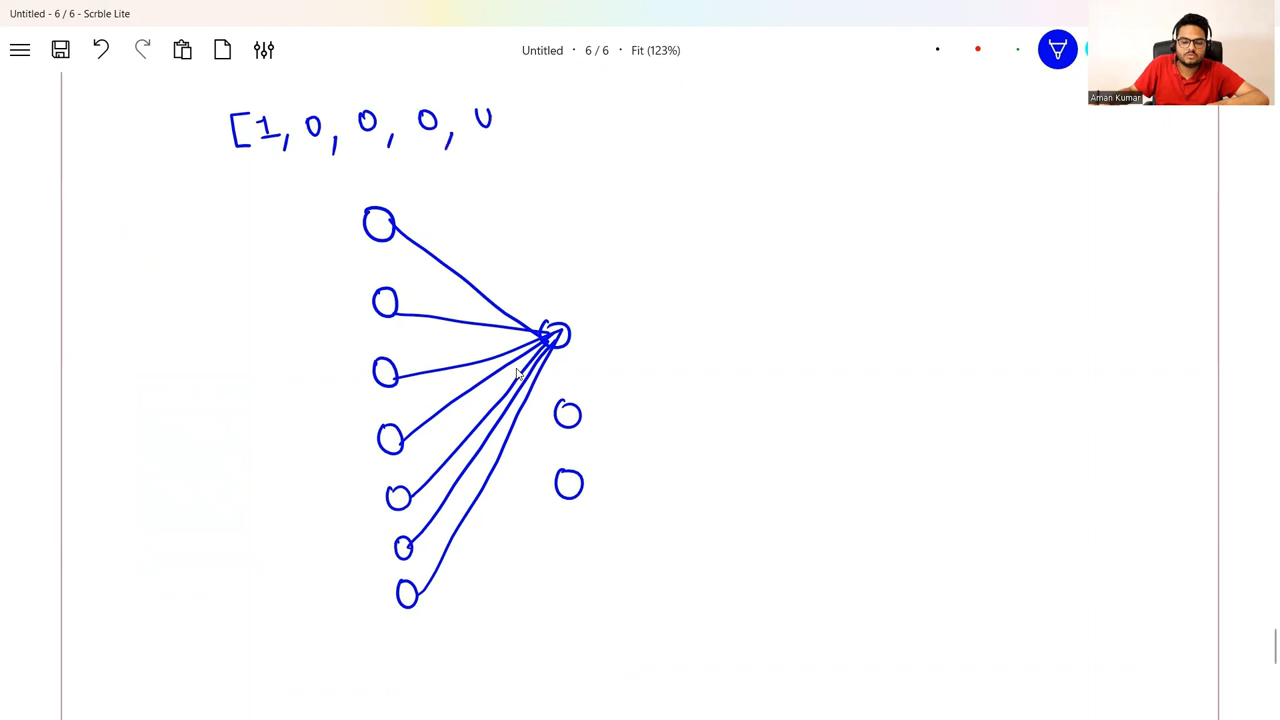 Untitled - 6 / 6 - Scrble Lite
Untitled · 6 / 6 · Fit (123%)
Aman Kumar
[1, 0, 0, 0, 0